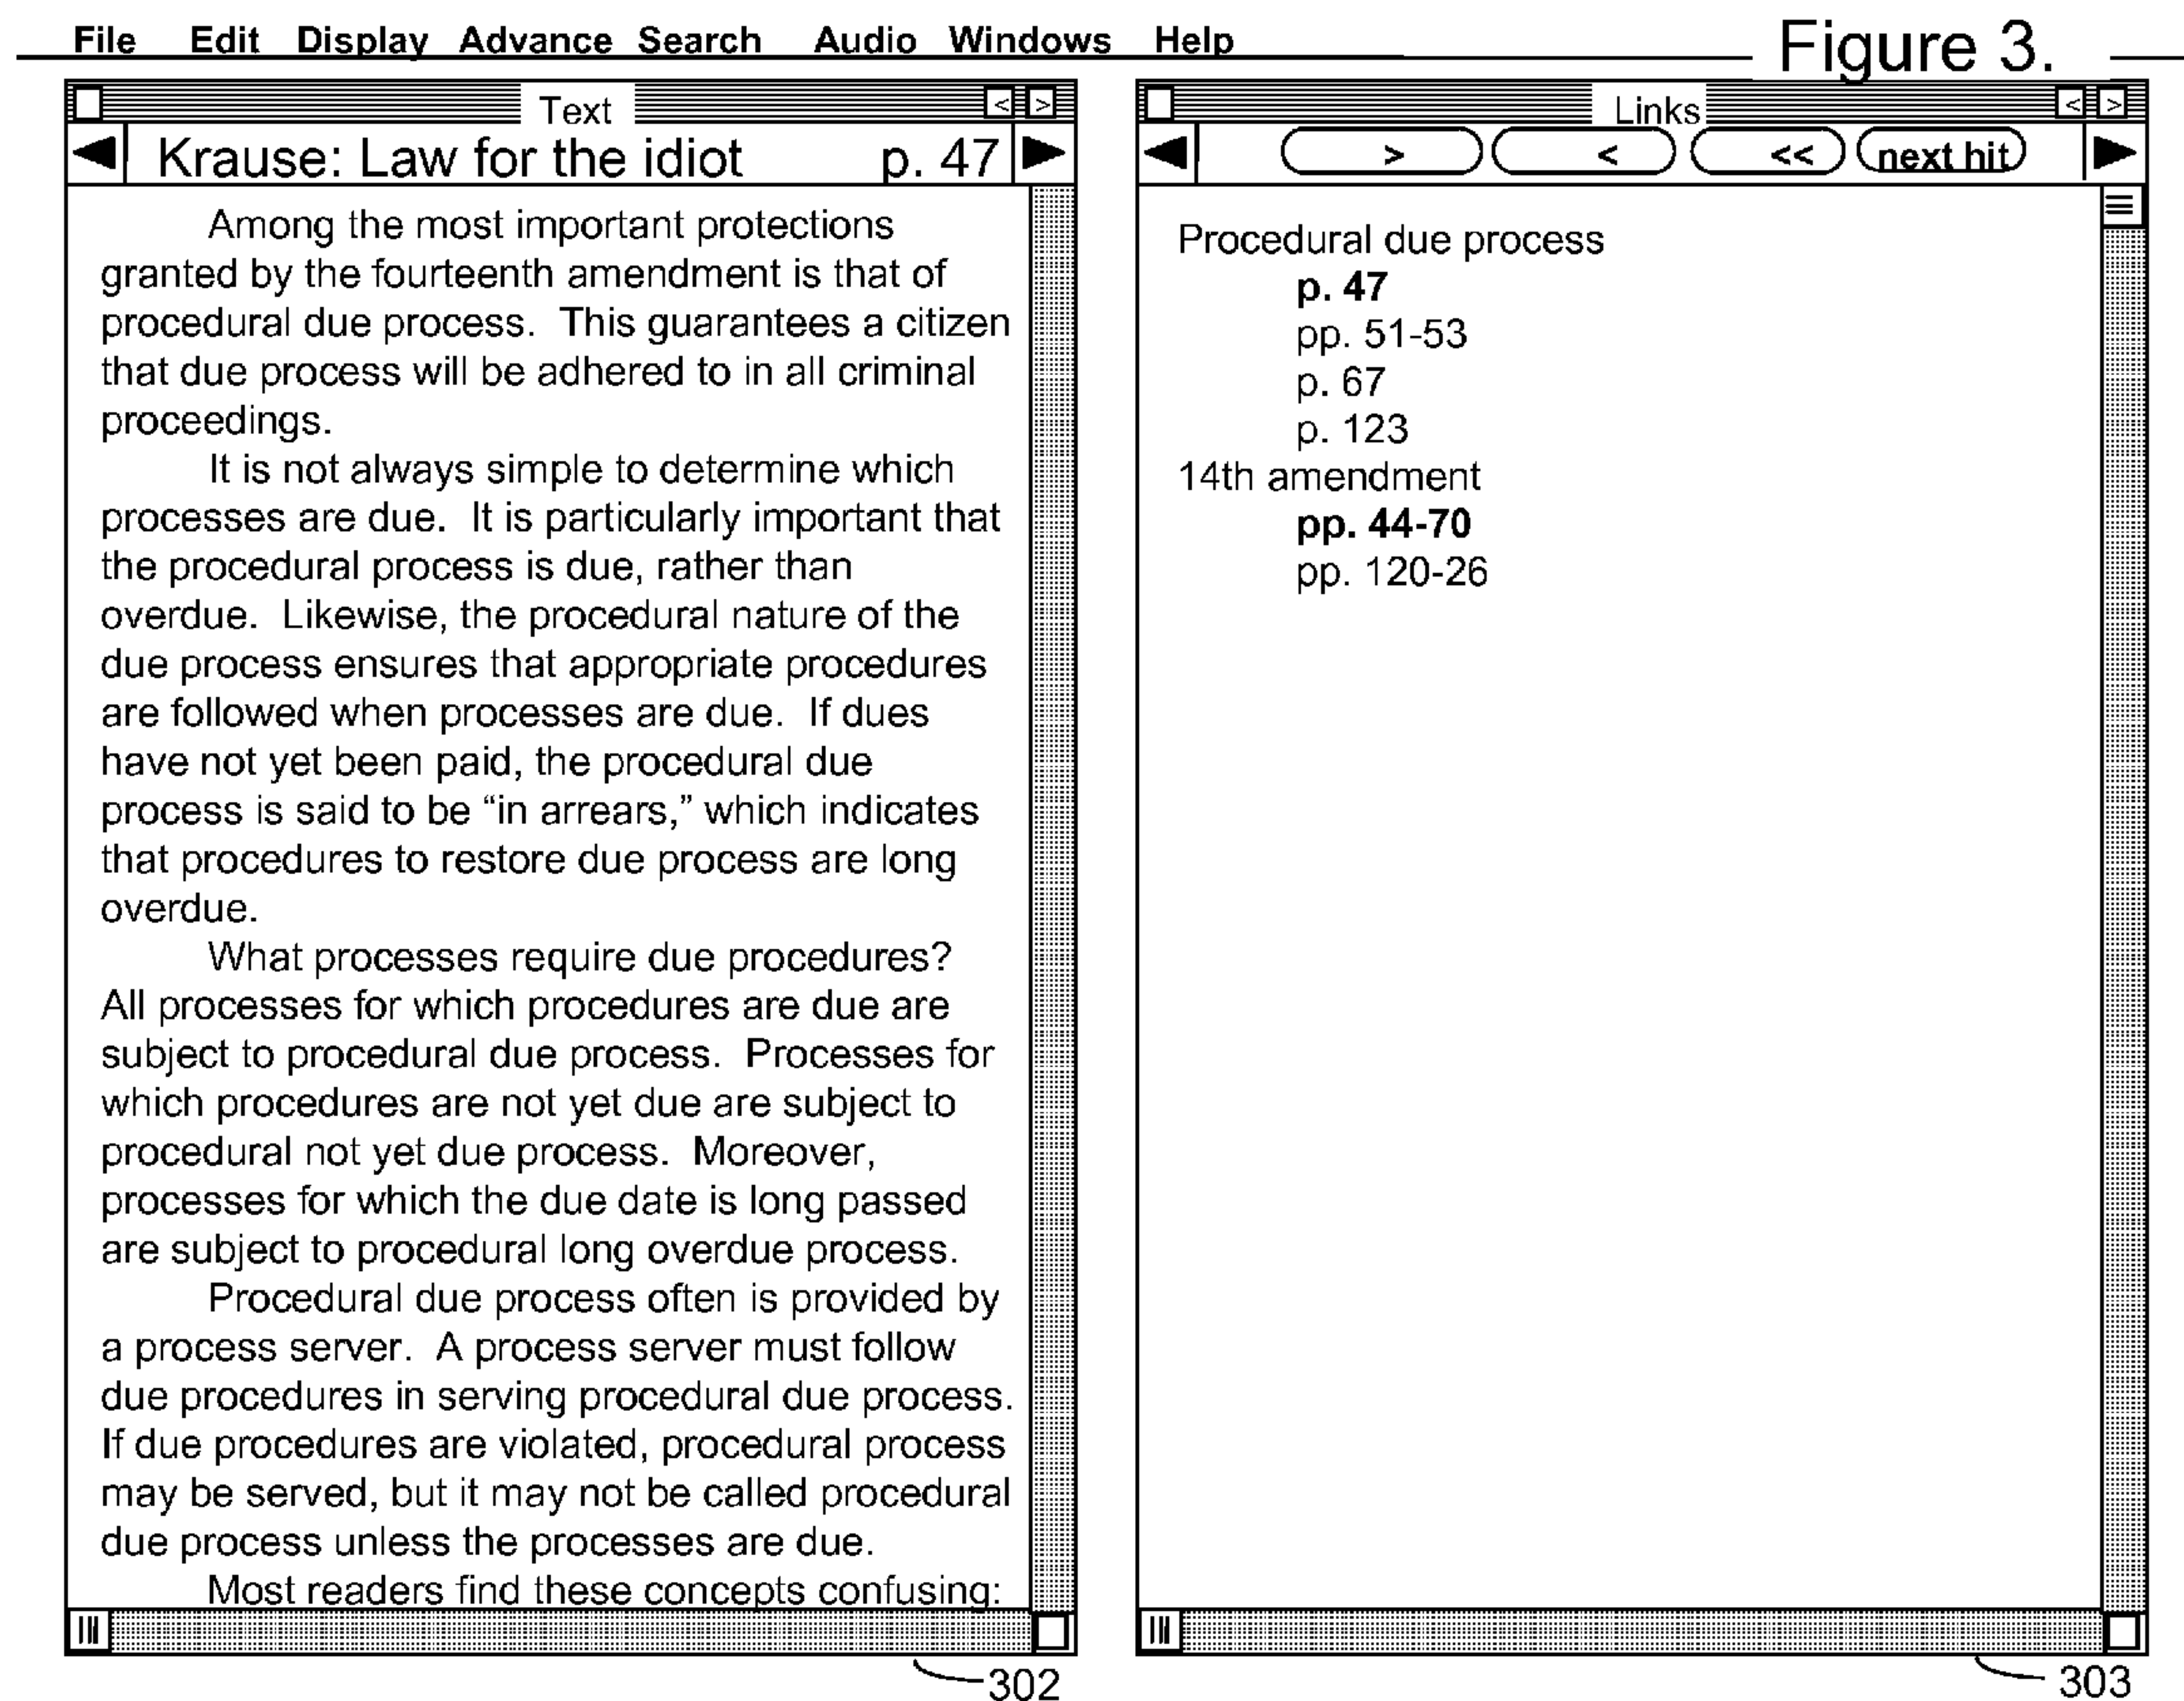 File Edit Display Advance Search Audio Windows Help
Figure 3.
Text
< >
Krause: Law for the idiot p. 47
Among the most important protections
granted by the fourteenth amendment is that of
procedural due process. This guarantees a citizen
that due process will be adhered to in all criminal
proceedings.
It is not always simple to determine which
processes are due. It is particularly important that
the procedural process is due, rather than
overdue. Likewise, the procedural nature of the
due process ensures that appropriate procedures
are followed when processes are due. If dues
have not yet been paid, the procedural due
process is said to be “in arrears,” which indicates
that procedures to restore due process are long
overdue.
What processes require due procedures?
All processes for which procedures are due are
subject to procedural due process. Processes for
which procedures are not yet due are subject to
procedural not yet due process. Moreover,
processes for which the due date is long passed
are subject to procedural long overdue process.
Procedural due process often is provided by
a process server. A process server must follow
due procedures in serving procedural due process.
If due procedures are violated, procedural process
may be served, but it may not be called procedural
due process unless the processes are due.
Most readers find these concepts confusing:
302
Links
< >
> < << next hit
Procedural due process
p. 47
pp. 51-53
p. 67
p. 123
14th amendment
pp. 44-70
pp. 120-26
303